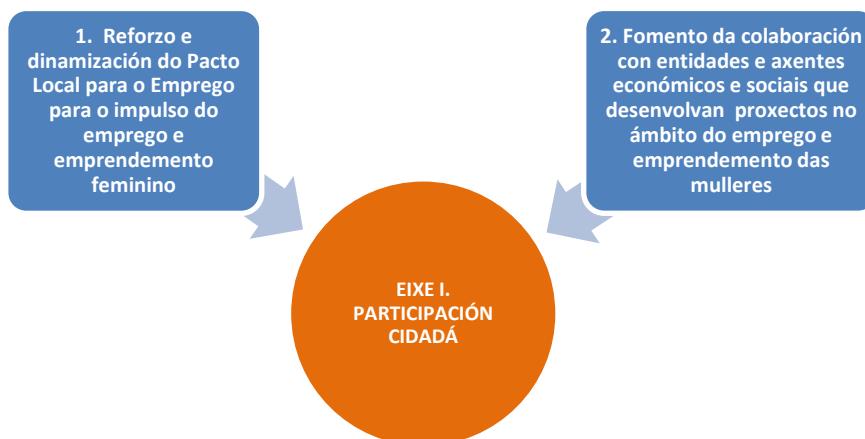 1. Reforzo e
dinamización do Pacto
Local para o Emprego
para o impulso do
emprego e
emprendemento
feminino
2. Fomento da colaboración
con entidades e axentes
económicos e sociais que
desenvolvan proxectos no
ámbito do emprego e
emprendemento das
mulleres
EIXE I.
PARTICIPACIÓN
CIDADÁ